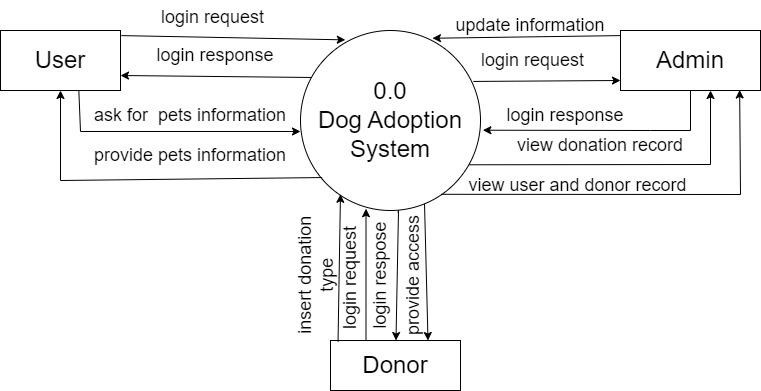 login request
update information
User
login response
login request
Admin
0.0
Dog Adoption
System
ask for pets information
login response
provide pets information
view donation record
view user and donor record
insert donation
type
login request
login respose
provide access
Donor